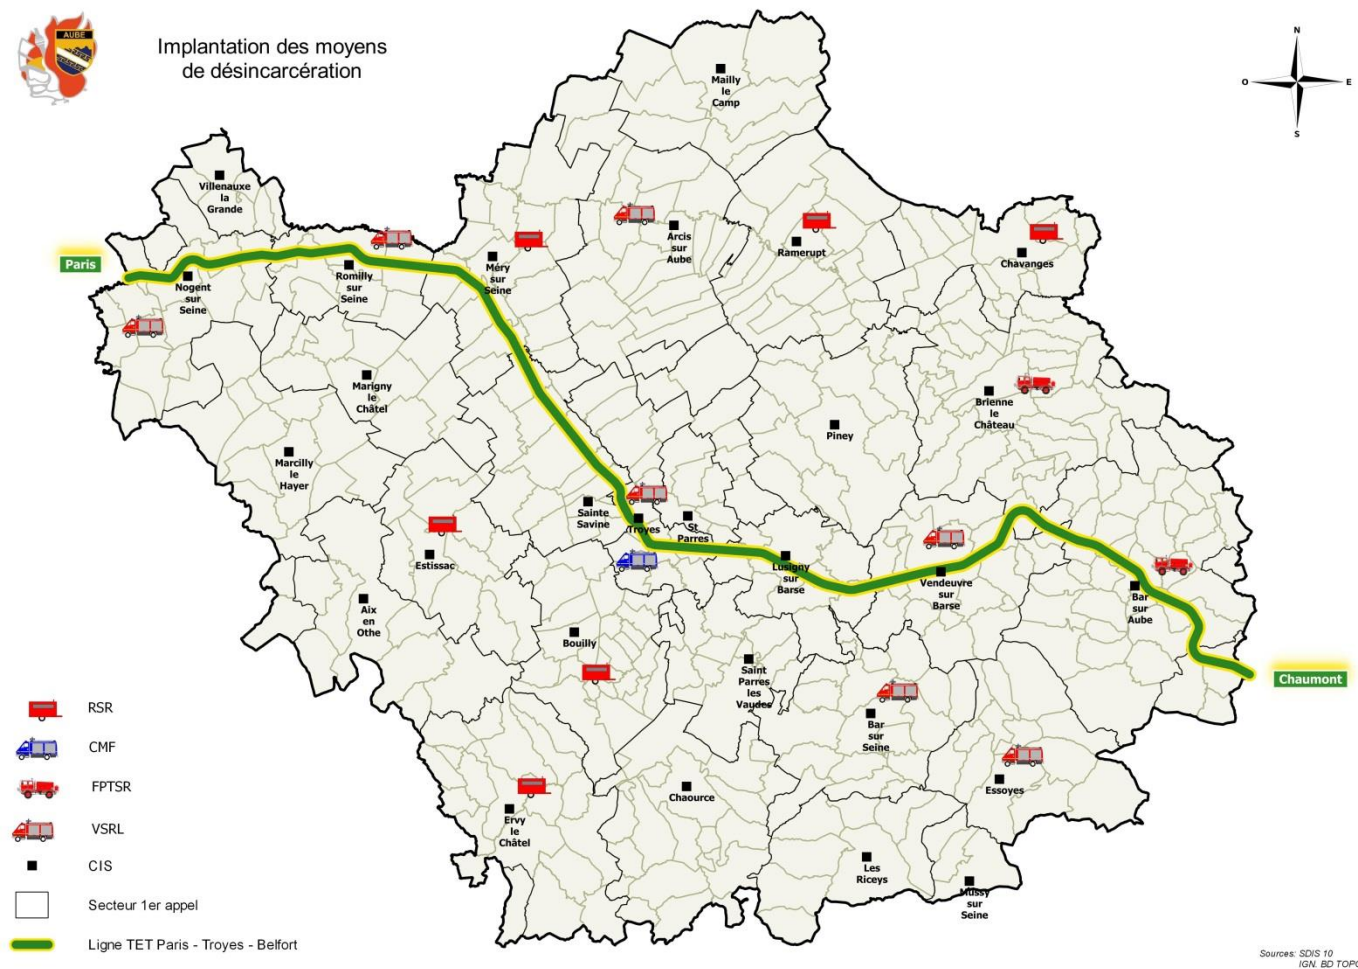 AUBE
Implantation des moyens
de désincarcération
N
O
E
S
Mailly
le
Camp
Villenauxe
la
Grande
Arcis
sur
Aube
Ramerupt
Chavanges
Paris
Nogent
sur
Seine
Romilly
sur
Seine
Méry
sur
Seine
Marigny
le
Châtel
Brienne
le
Château
Piney
Marcilly
le
Hayer
Sainte
Savine
Troyes
St
Parres
Estissac
Lusigny
sur
Barse
Vendeuvre
sur
Barse
Bar
sur
Aube
Aix
en
Othe
Bouilly
Saint
Parres
les
Vaudes
Chaumont
Bar
sur
Seine
Essoyes
Chaource
Ervy
le
Châtel
Les
Riceys
Mussy
sur
Seine
RSR
CMF
FPTSR
VSRL
CIS
Secteur 1er appel
Ligne TET Paris - Troyes - Belfort
Sources: SDIS 10
IGN. BD TOPO